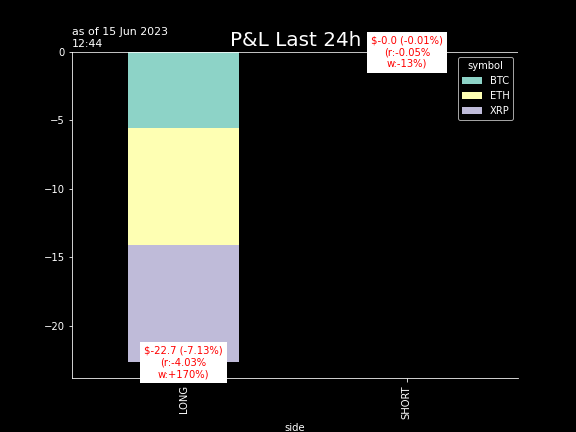 as of 15 Jun 2023
12:44
P&L Last 24h
$-0.0 (-0.01%)
(r:-0.05%
w:-13%)
symbol
BTC
ETH
XRP
0
−5
−10
−15
−20
$-22.7 (-7.13%)
(r:-4.03%
w:+170%)
LONG
SHORT
side